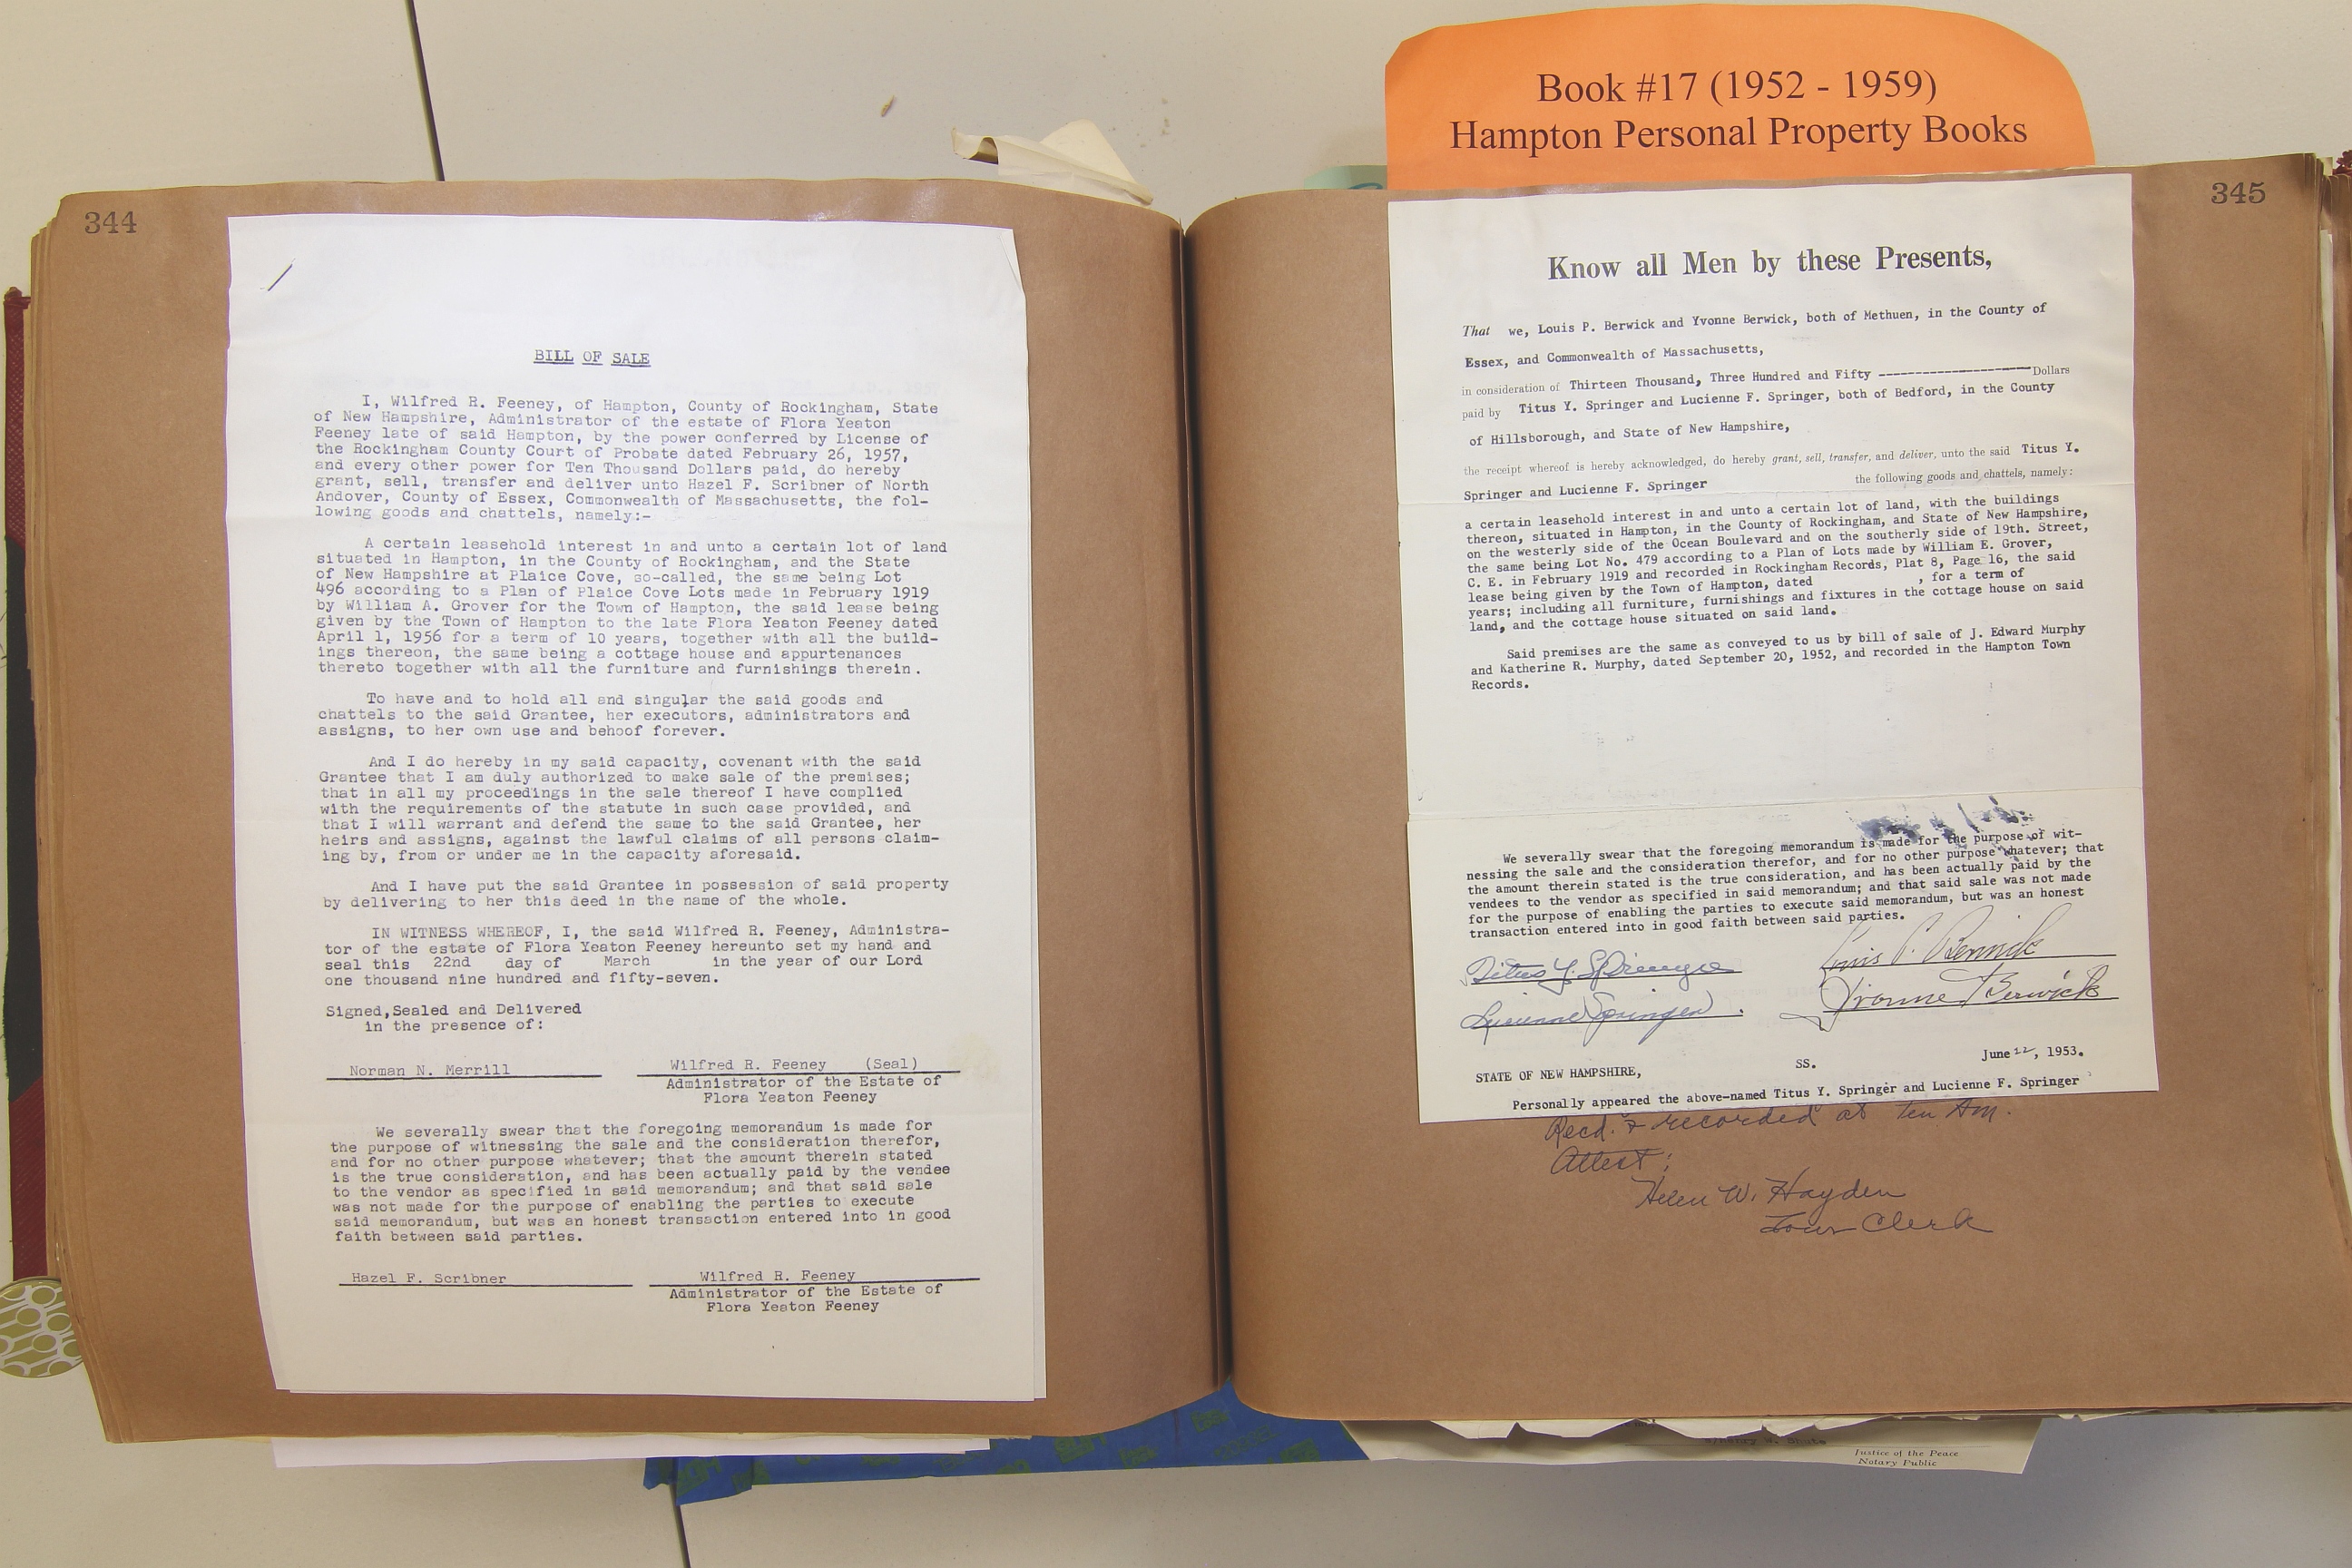 Book #17 (1952 - 1959)
Hampton Personal Property Books
344
BILL OF SALE
I, Wilfred R. Feeney, of Hampton, County of Rockingham, State
of New Hampshire, Administrator of the estate of Flora Yeaton
Feeney late of said Hampton, by the power conferred by License of
the Rockingham County Court of Probate dated February 26, 1957,
and every other power for Ten Thousand Dollars paid, do hereby
grant, sell, transfer and deliver unto Hazel F. Scribner of North
Andover, County of Essex, Commonwealth of Massachusetts, the fol-
lowing goods and chattels, namely:-
A certain leasehold interest in and unto a certain lot of land
situated in Hampton, in the County of Rockingham, and the State
of New Hampshire at Plaice Cove, so-called, the same being Lot
496 according to a Plan of Plaice Cove Lots made in February 1919
by William A. Grover for the Town of Hampton, the said lease being
given by the Town of Hampton to the late Flora Yeaton Feeney dated
April 1, 1956 for a term of 10 years, together with all the build-
ings thereon, the same being a cottage house and appurtenances
thereto together with all the furniture and furnishings therein.
To have and to hold all and singular the said goods and
chattels to the said Grantee, her executors, administrators and
assigns, to her own use and behoof forever.
And I do hereby in my said capacity, covenant with the said
Grantee that I am duly authorized to make sale of the premises;
that in all my proceedings in the sale thereof I have complied
with the requirements of the statute in such case provided, and
that I will warrant and defend the same to the said Grantee, her
heirs and assigns, against the lawful claims of all persons claim-
ing by, from or under me in the capacity aforesaid.
And I have put the said Grantee in possession of said property
by delivering to her this deed in the name of the whole.
IN WITNESS WHEREOF, I, the said Wilfred R. Feeney, Administra-
tor of the estate of Flora Yeaton Feeney hereunto set my hand and
seal this 22nd day of March in the year of our Lord
one thousand nine hundred and fifty-seven.
Signed,Sealed and Delivered
in the presence of:
Norman N. Merrill Wilfred R. Feeney (Seal)
Administrator of the Estate of
Flora Yeaton Feeney
We severally swear that the foregoing memorandum is made for
the purpose of witnessing the sale and the consideration therefor,
and for no other purpose whatever; that the amount therein stated
is the true consideration, and has been actually paid by the vendee
to the vendor as specified in said memorandum; and that said sale
was not made for the purpose of enabling the parties to execute
said memorandum, but was an honest transaction entered into in good
faith between said parties.
Hazel F. Scribner Wilfred R. Feeney
Administrator of the Estate of
Flora Yeaton Feeney
345
Know all Men by these Presents,
That we, Louis P. Berwick and Yvonne Berwick, both of Methuen, in the County of
Essex, and Commonwealth of Massachusetts,
in consideration of Thirteen Thousand, Three Hundred and Fifty -------------------- Dollars
paid by Titus Y. Springer and Lucienne F. Springer, both of Bedford, in the County
of Hillsborough, and State of New Hampshire,
the receipt whereof is hereby acknowledged, do hereby grant, sell, transfer, and deliver, unto the said Titus Y.
Springer and Lucienne F. Springer the following goods and chattels, namely:
a certain leasehold interest in and unto a certain lot of land, with the buildings
thereon, situated in Hampton, in the County of Rockingham, and State of New Hampshire,
on the westerly side of the Ocean Boulevard and on the southerly side of 19th. Street,
the same being Lot No. 479 according to a Plan of Lots made by William E. Grover,
C. E. in February 1919 and recorded in Rockingham Records, Plat 8, Page 16, the said
lease being given by the Town of Hampton, dated , for a term of
years; including all furniture, furnishings and fixtures in the cottage house on said
land, and the cottage house situated on said land.
Said premises are the same as conveyed to us by bill of sale of J. Edward Murphy
and Katherine R. Murphy, dated September 20, 1952, and recorded in the Hampton Town
Records.
We severally swear that the foregoing memorandum is made for the purpose of wit-
nessing the sale and the consideration therefor, and for no other purpose whatever; that
the amount therein stated is the true consideration, and has been actually paid by the
vendees to the vendor as specified in said memorandum; and that said sale was not made
for the purpose of enabling the parties to execute said memorandum, but was an honest
transaction entered into in good faith between said parties.
Titus Y. Springer Louis P. Berwick
Lucienne Springer. Yvonne Berwick
STATE OF NEW HAMPSHIRE, SS. June 22, 1953.
Personally appeared the above-named Titus Y. Springer and Lucienne F. Springer
Recd. & recorded at Ten Am.
Attest:
Helen W. Hayden
Town Clerk
Justice of the Peace
Notary Public